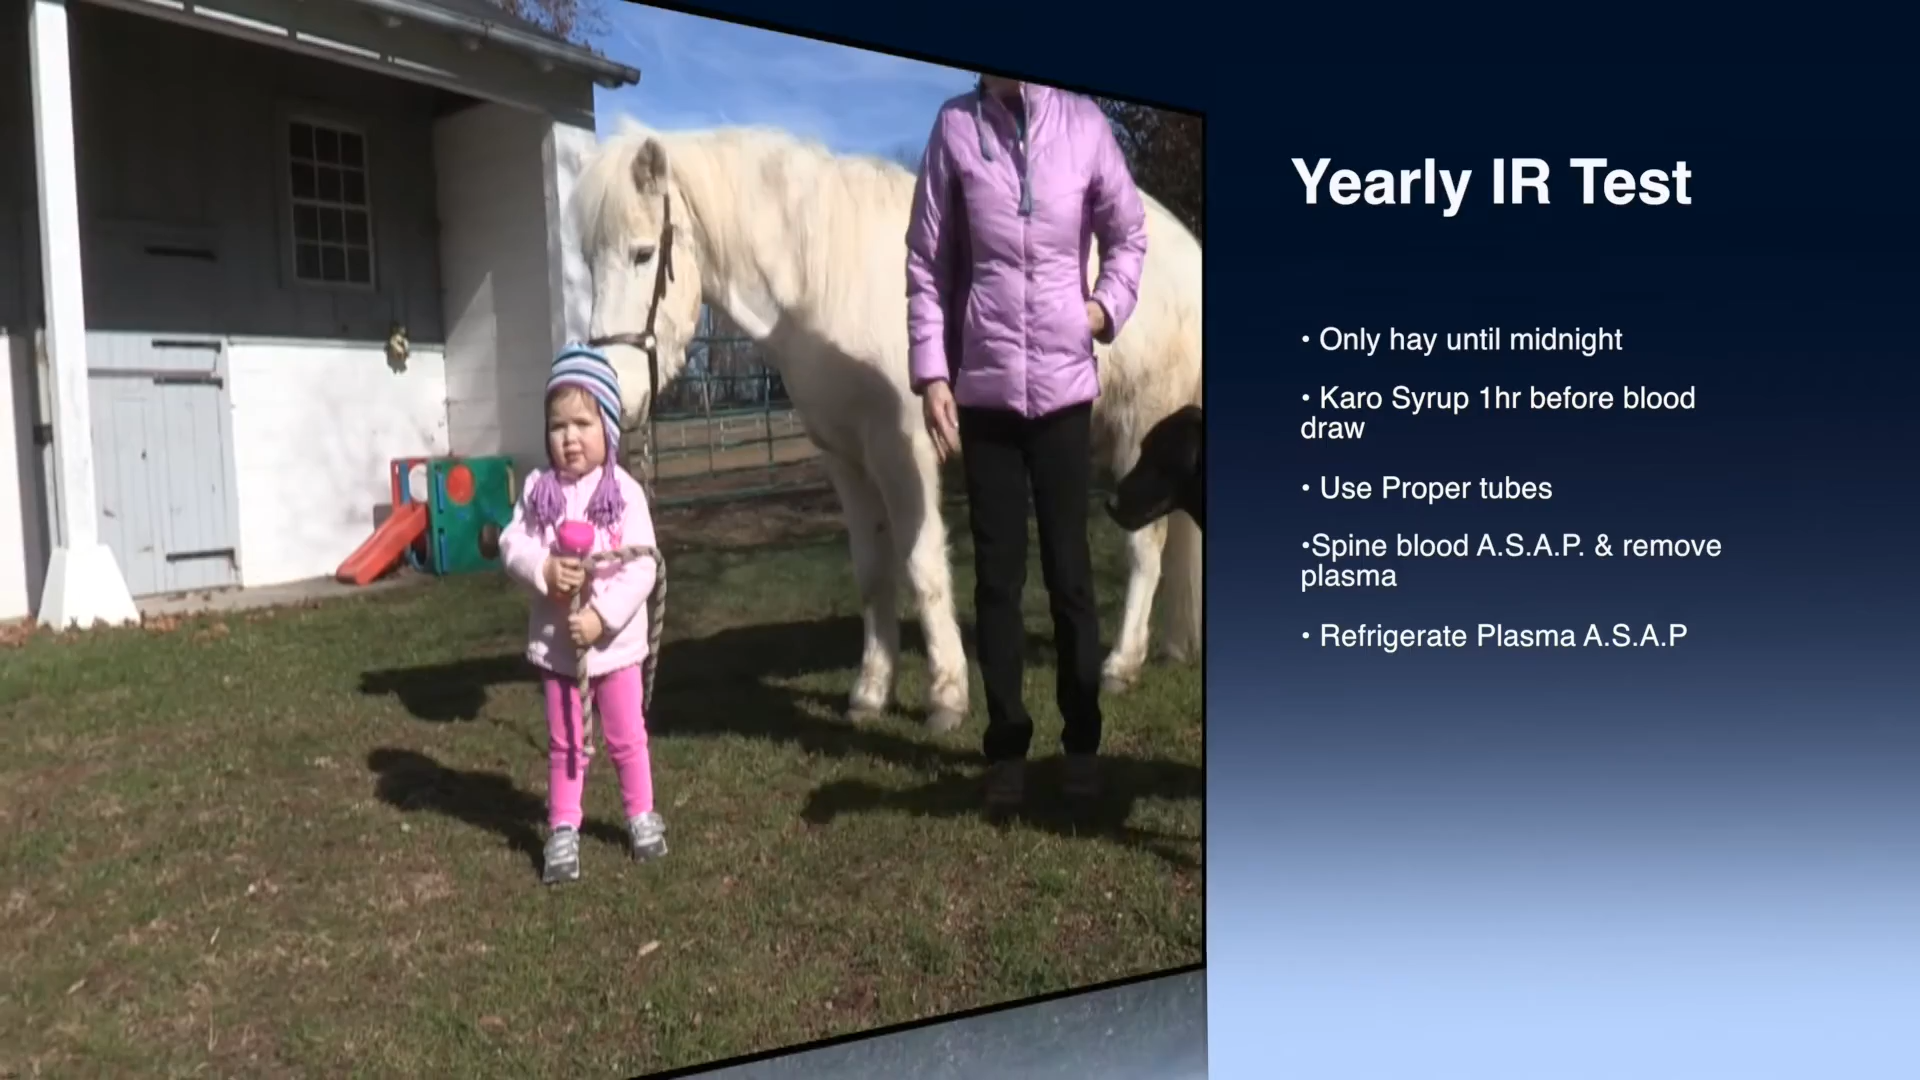 Yearly IR Test
• Only hay until midnight
• Karo Syrup 1hr before blood
draw
• Use Proper tubes
•Spine blood A.S.A.P. & remove
plasma
• Refrigerate Plasma A.S.A.P